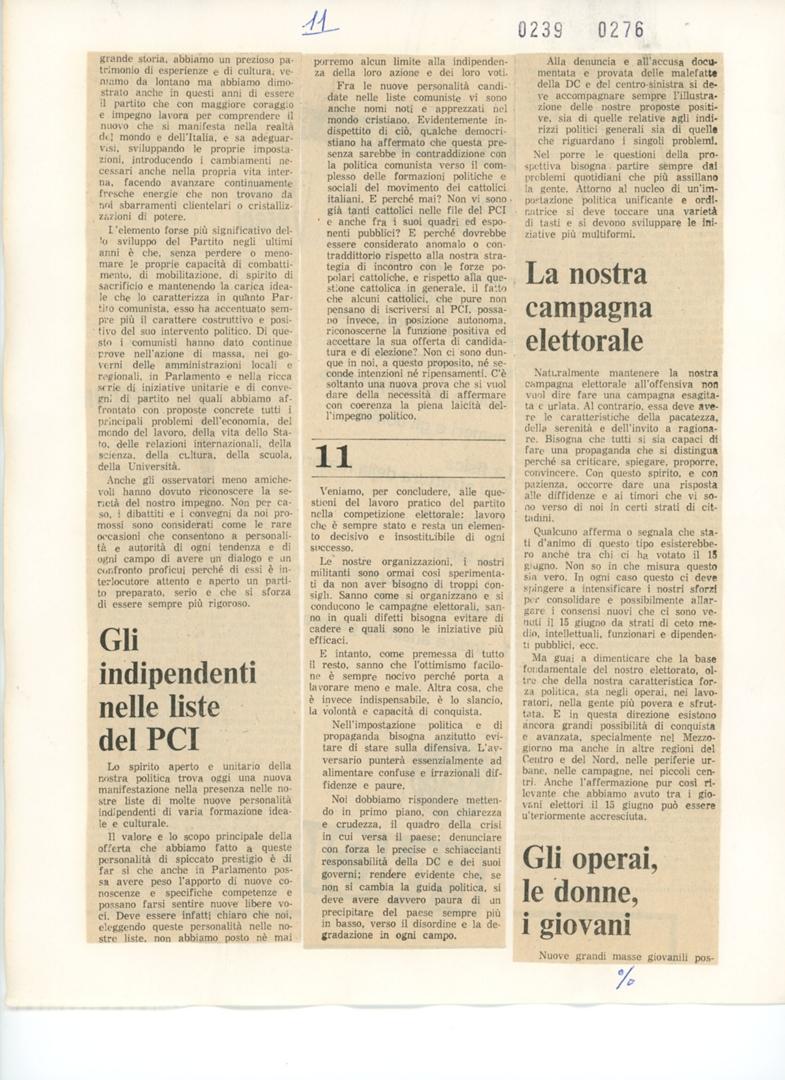 11
0239 0276
grande storia, abbiamo un prezioso pa-
trimonio di esperienze e di cultura, ve-
niamo da lontano ma abbiamo dimo-
strato anche in questi anni di essere
il partito che con maggiore coraggio
e impegno lavora per comprendere il
nuovo che si manifesta nella realtà
del mondo e dell'Italia, e sa adeguar-
visi, sviluppando le proprie imposta-
zioni, introducendo i cambiamenti ne-
cessari anche nella propria vita inter-
na, facendo avanzare continuamente
fresche energie che non trovano da
noi sbarramenti clientelari o cristalliz-
zazioni di potere.
L'elemento forse più significativo del-
lo sviluppo del Partito negli ultimi
anni è che, senza perdere o meno-
mare le proprie capacità di combatti-
mento, di mobilitazione, di spirito di
sacrificio e mantenendo la carica idea-
le che lo caratterizza in quanto Par-
tito comunista, esso ha accentuato sem-
pre più il carattere costruttivo e posi-
tivo del suo intervento politico. Di que-
sto i comunisti hanno dato continue
prove nell'azione di massa, nei go-
verni delle amministrazioni locali e
regionali, in Parlamento e nella ricca
serie di iniziative unitarie e di conve-
gni di partito nei quali abbiamo af-
frontato con proposte concrete tutti i
principali problemi dell'economia, del
mondo del lavoro, della vita dello Sta-
to, delle relazioni internazionali, della
scienza, della cultura, della scuola,
della Università.
Anche gli osservatori meno amiche-
voli hanno dovuto riconoscere la se-
rietà del nostro impegno. Non per ca-
so, i dibattiti e i convegni da noi pro-
mossi sono considerati come le rare
occasioni che consentono a personali-
tà e autorità di ogni tendenza e di
ogni campo di avere un dialogo e un
confronto proficuj perché di essi è in-
terlocutore attento e aperto un parti-
to preparato, serio e che si sforza
di essere sempre più rigoroso.
Gli
indipendenti
nelle liste
del PCI
Lo spirito aperto e unitario della
nostra politica trova oggi una nuova
manifestazione nella presenza nelle no-
stre liste di molte nuove personalità
indipendenti di varia formazione idea-
le e culturale.
Il valore e lo scopo principale della
offerta che abbiamo fatto a queste
personalità di spiccato prestigio è di
far sì che anche in Parlamento pos-
sa avere peso l'apporto di nuove co-
noscenze e specifiche competenze e
possano farsi sentire nuove libere vo-
ci. Deve essere infatti chiaro che noi,
eleggendo queste personalità nelle no-
stre liste, non abbiamo posto nè mai
porremo alcun limite alla indipenden-
za della loro azione e dei loro voti.
Fra le nuove personalità candi-
date nelle liste comuniste vi sono
anche nomi noti e apprezzati nel
mondo cristiano. Evidentemente in-
dispettito di ciò, qualche democri-
stiano ha affermato che questa pre-
senza sarebbe in contraddizione con
la politica comunista verso il com-
plesso delle formazioni politiche e
sociali del movimento dei cattolici
italiani. E perché mai? Non vi sono
già tanti cattolici nelle file del PCI
e anche fra i suoi quadri ed espo-
nenti pubblici? E perché dovrebbe
essere considerato anomalo o con-
traddittorio rispetto alla nostra stra-
tegia di incontro con le forze po-
polari cattoliche, e rispetto alla que-
stione cattolica in generale, il fatto
che alcuni cattolici, che pure non
pensano di iscriversi al PCI, possa-
no invece, in posizione autonoma,
riconoscerne la funzione positiva ed
accettare la sua offerta di candida-
tura e di elezione? Non ci sono dun-
que in noi, a questo proposito, né se-
conde intenzioni né ripensamenti. C'è
soltanto una nuova prova che si vuol
dare della necessità di affermare
con coerenza la piena laicità del-
l'impegno politico.
11
Veniamo, per concludere, alle que-
stioni del lavoro pratico del partito
nella competizione elettorale: lavoro
che è sempre stato e resta un elemen-
to decisivo e insostituibile di ogni
successo.
Le nostre organizzazioni, i nostri
militanti sono ormai così sperimenta-
ti da non aver bisogno di troppi con-
sigli. Sanno come si organizzano e si
conducono le campagne elettorali, san-
no in quali difetti bisogna evitare di
cadere e quali sono le iniziative più
efficaci.
E intanto, come premessa di tutto
il resto, sanno che l'ottimismo facilo-
ne è sempre nocivo perché porta a
lavorare meno e male. Altra cosa, che
è invece indispensabile, è lo slancio,
la volontà e capacità di conquista.
Nell'impostazione politica e di
propaganda bisogna anzitutto evi-
tare di stare sulla difensiva. L'av-
versario punterà essenzialmente ad
alimentare confuse e irrazionali dif-
fidenze e paure.
Noi dobbiamo rispondere metten-
do in primo piano, con chiarezza
e crudezza, il quadro della crisi
in cui versa il paese; denunciare
con forza le precise e schiaccianti
responsabilità della DC e dei suoi
governi; rendere evidente che, se
non si cambia la guida politica, si
deve avere davvero paura di un
precipitare del paese sempre più
in basso, verso il disordine e la de-
gradazione in ogni campo.
Alla denuncia e all'accusa docu-
mentata e provata delle malefatte
della DC e del centro-sinistra si de-
ve accompagnare sempre l'illustra-
zione delle nostre proposte positi-
ve, sia di quelle relative agli indi-
rizzi politici generali sia di quelle
che riguardano i singoli problemi.
Nel porre le questioni della pro-
spettiva bisogna partire sempre dai
problemi quotidiani che più assillano
la gente. Attorno al nucleo di un'im-
postazione politica unificante e ordi-
natrice si deve toccare una varietà
di tasti e si devono sviluppare le ini-
ziative più multiformi.
La nostra
campagna
elettorale
Naturalmente mantenere la nostra
campagna elettorale all'offensiva non
vuol dire fare una campagna esagita-
ta e urlata. Al contrario, essa deve ave-
re le caratteristiche della pacatezza,
della serenità e dell'invito a ragiona-
re. Bisogna che tutti si sia capaci di
fare una propaganda che si distingua
perché sa criticare, spiegare, proporre,
convincere. Con questo spirito, e con
pazienza, occorre dare una risposta
alle diffidenze e ai timori che vi so-
no verso di noi in certi strati di cit-
tadini.
Qualcuno afferma o segnala che sta-
ti d'animo di questo tipo esisterebbe-
ro anche tra chi ci ha votato il 15
giugno. Non so in che misura questo
sia vero. In ogni caso questo ci deve
spingere a intensificare i nostri sforzi
per consolidare e possibilmente allar-
gare i consensi nuovi che ci sono ve-
nuti il 15 giugno da strati di ceto me-
dio, intellettuali, funzionari e dipenden-
ti pubblici, ecc.
Ma guai a dimenticare che la base
fondamentale del nostro elettorato, ol-
tre che della nostra caratteristica for-
za politica, sta negli operai, nei lavo-
ratori, nella gente più povera e sfrut-
tata. E in questa direzione esistono
ancora grandi possibilità di conquista
e avanzata, specialmente nel Mezzo-
giorno ma anche in altre regioni del
Centro e del Nord, nelle periferie ur-
bane, nelle campagne, nei piccoli cen-
tri. Anche l'affermazione pur così ri-
levante che abbiamo avuto tra i gio-
vani elettori il 15 giugno può essere
ulteriormente accresciuta.
Gli operai,
le donne,
i giovani
Nuove grandi masse giovanili pos-
%